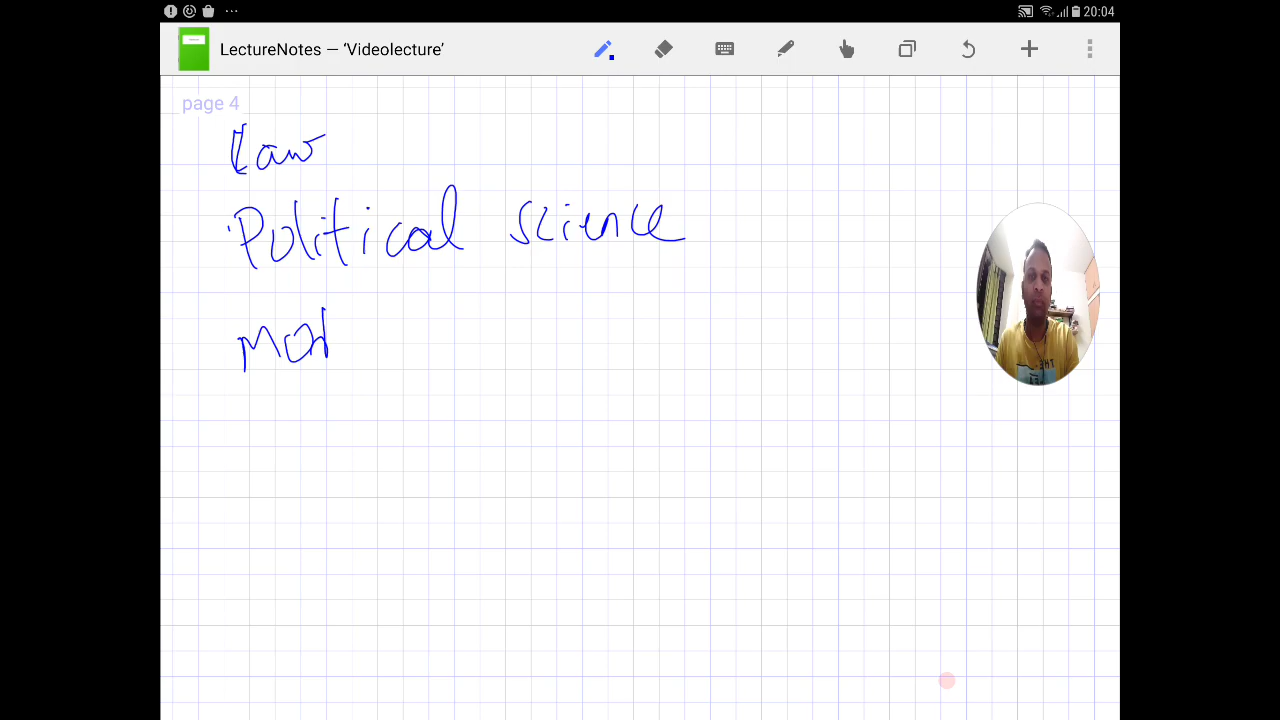 20:04
LectureNotes – ‘Videolecture’
page 4
Law
Political science